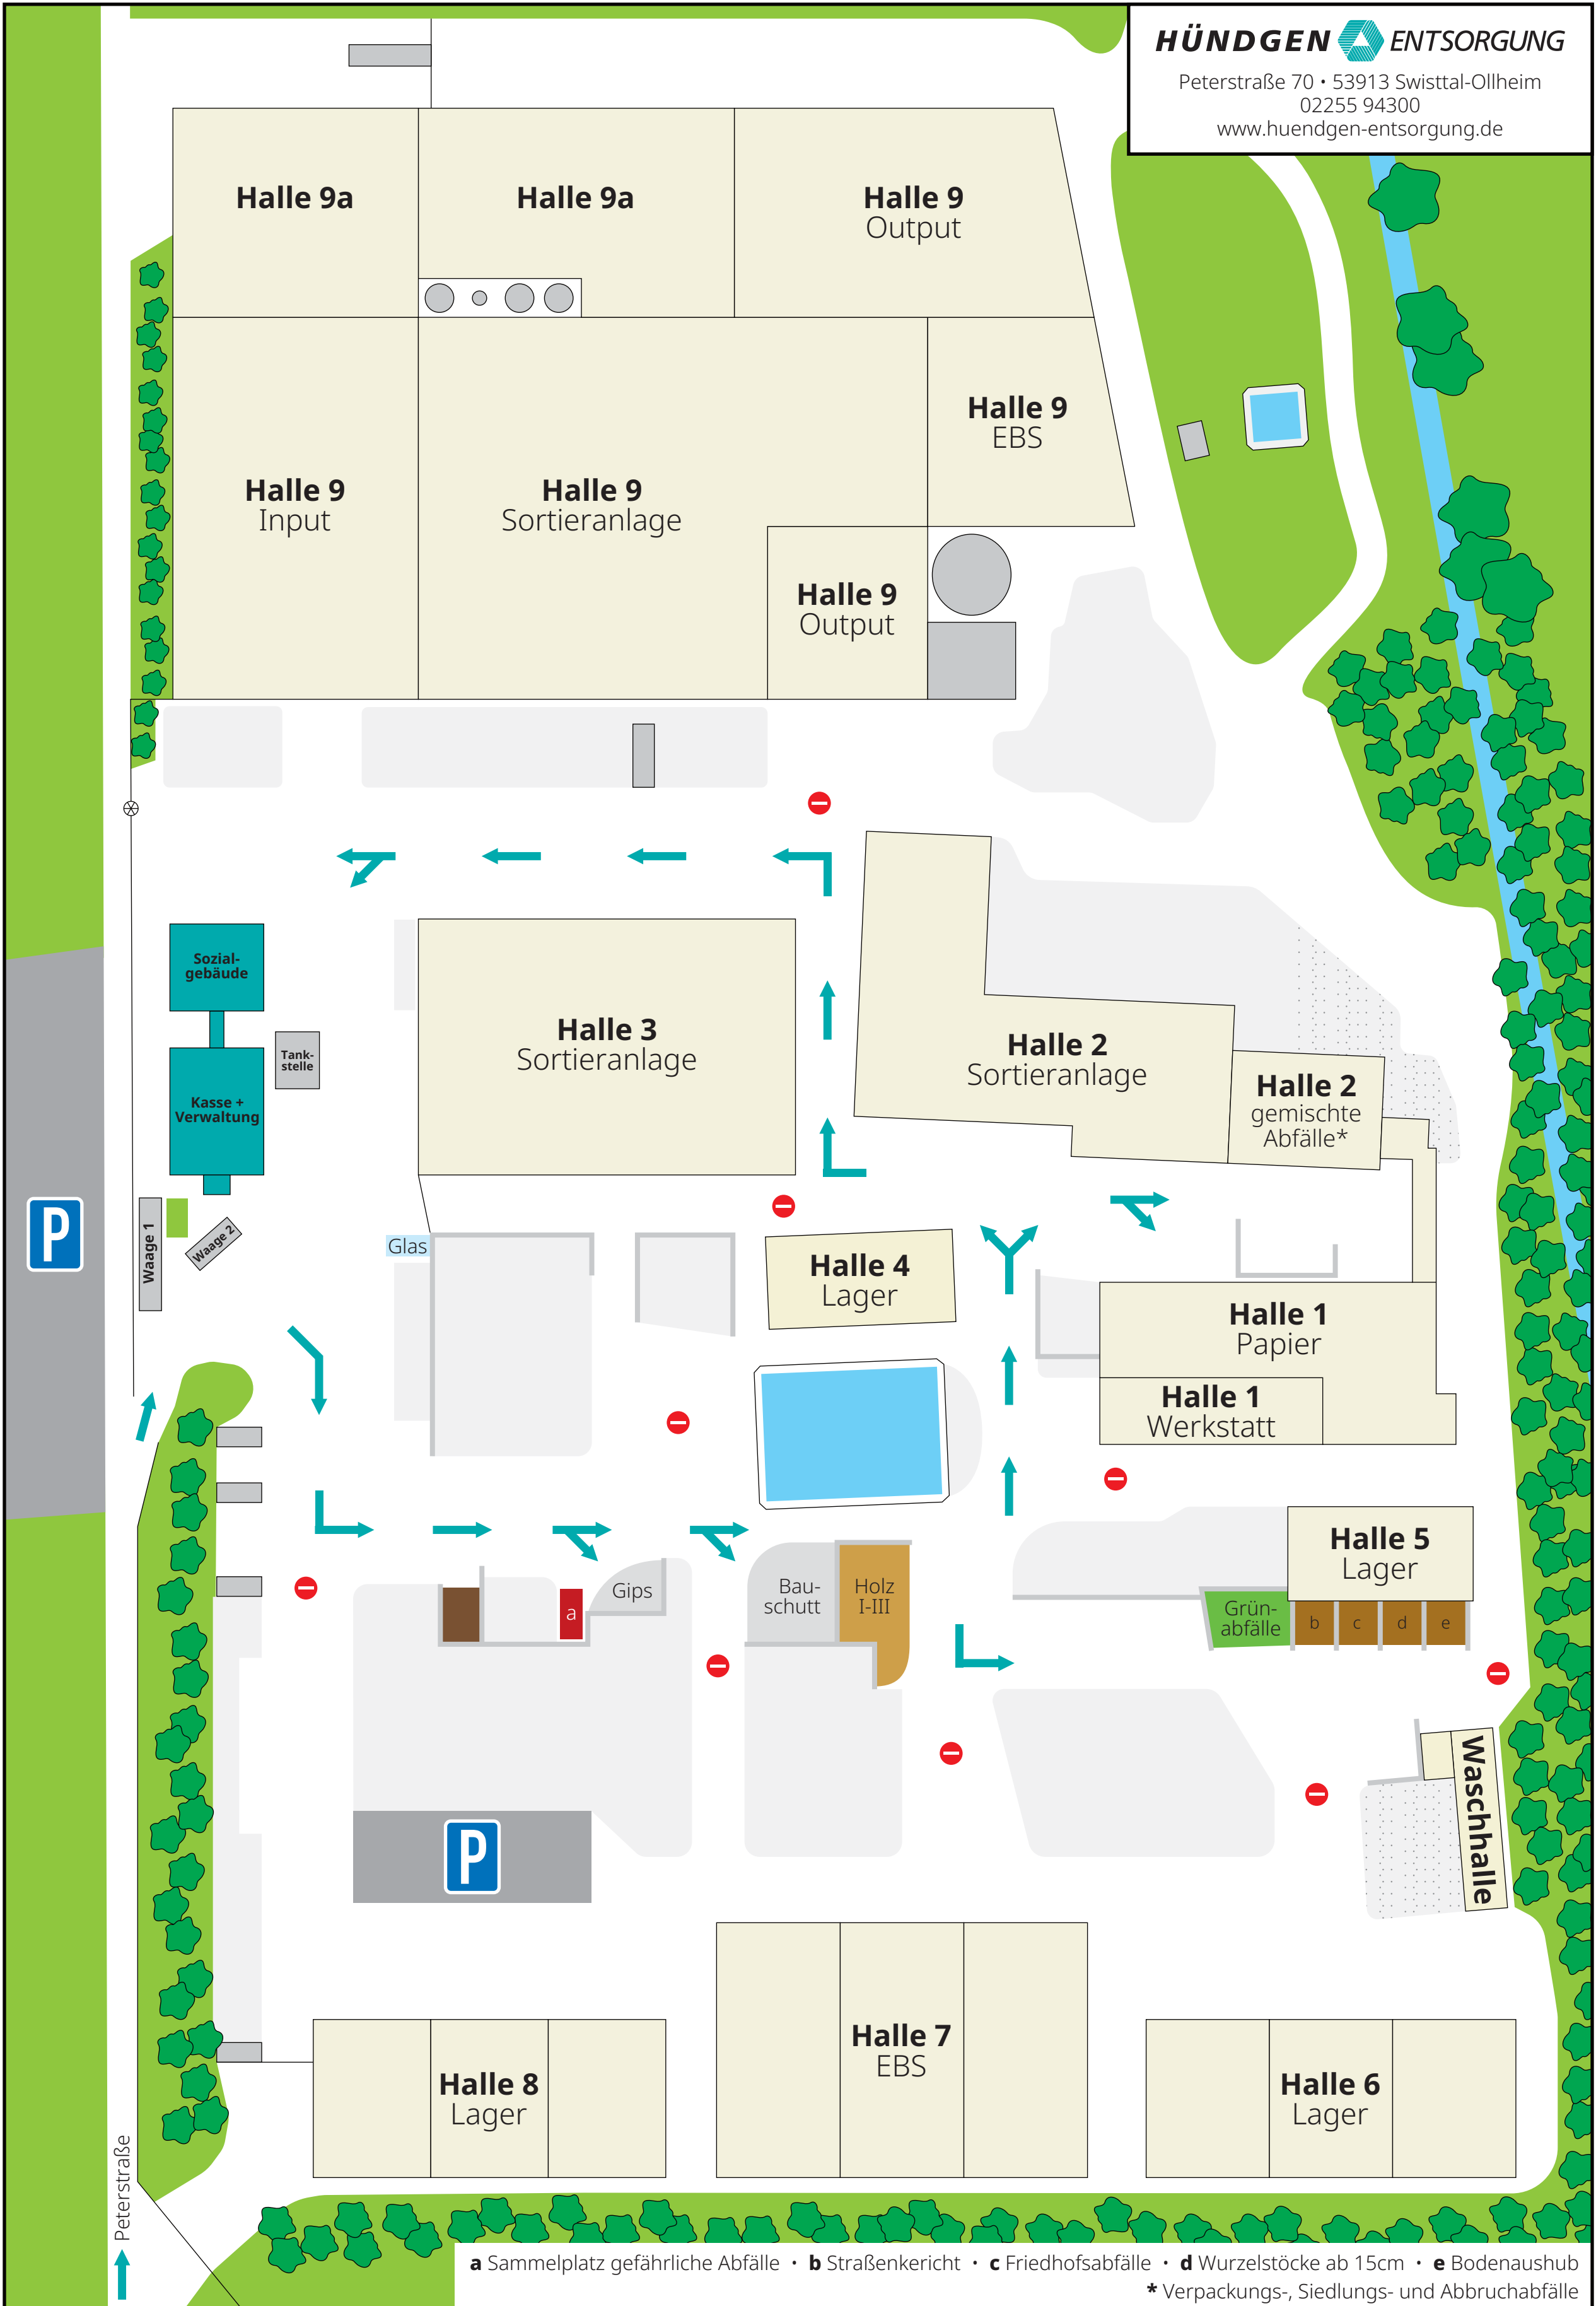 HÜNDGEN ENTSORGUNG
Peterstraße 70 • 53913 Swisttal-Ollheim
02255 94300
www.huendgen-entsorgung.de
Halle 9a
Halle 9a
Halle 9
Output
Halle 9
EBS
Halle 9
Input
Halle 9
Sortieranlage
Halle 9
Output
Sozial-
gebäude
Tank-
stelle
Kasse +
Verwaltung
Halle 3
Sortieranlage
Halle 2
Sortieranlage
Halle 2
gemischte
Abfälle*
P
Waage 1
Waage 2
Glas
Halle 4
Lager
Halle 1
Papier
Halle 1
Werkstatt
Halle 5
Lager
Gips
a
Bau-
schutt
Holz
I-III
Grün-
abfälle
b
c
d
e
Waschhalle
P
Halle 7
EBS
Halle 8
Lager
Halle 6
Lager
Peterstraße
a Sammelplatz gefährliche Abfälle • b Straßenkericht • c Friedhofsabfälle • d Wurzelstöcke ab 15cm • e Bodenaushub
* Verpackungs-, Siedlungs- und Abbruchabfälle